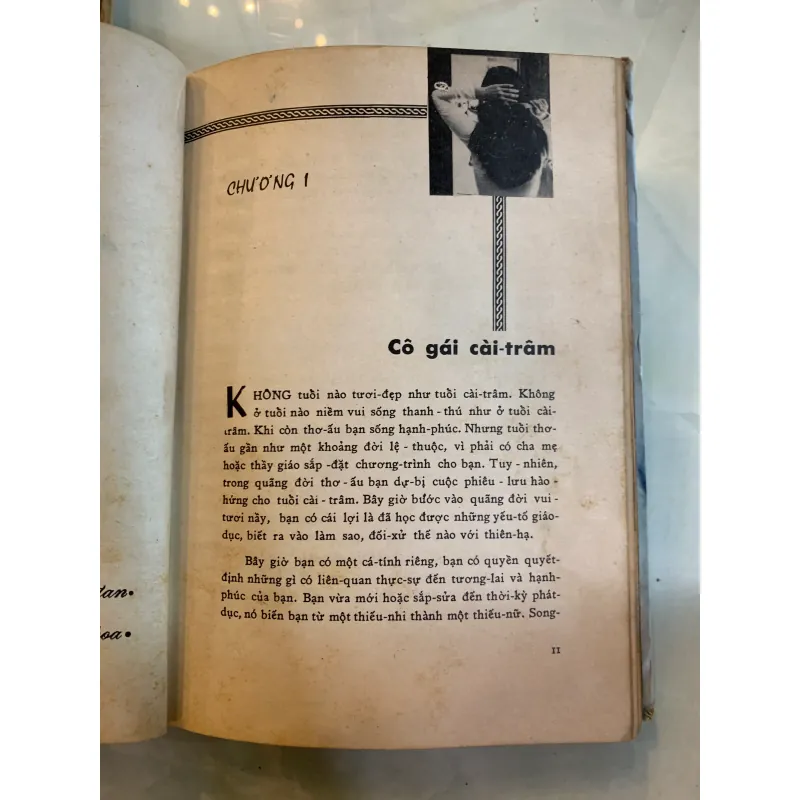 CHƯƠNG I
Cô gái cài-trâm
KHÔNG tuổi nào tươi-đẹp như tuổi cài-trâm. Không
ở tuổi nào niềm vui sống thanh-thú như ở tuổi cài-
trâm. Khi còn thơ-ấu bạn sống hạnh-phúc. Nhưng tuổi thơ-
ấu gần như một khoảng đời lệ-thuộc, vì phải có cha mẹ
hoặc thầy giáo sắp-đặt chương-trình cho bạn. Tuy-nhiên,
trong quãng đời thơ-ấu bạn dự-bị cuộc phiêu-lưu hào-
hứng cho tuổi cài-trâm. Bây giờ bước vào quãng đời vui-
tươi nầy, bạn có cái lợi là đã học được những yếu-tố giáo-
dục, biết ra vào làm sao, đối-xử thế nào với thiên-hạ.
Bây giờ bạn có một cá-tính riêng, bạn có quyền quyết-
định những gì có liên-quan thực-sự đến tương-lai và hạnh-
phúc của bạn. Bạn vừa mới hoặc sắp-sửa đến thời-kỳ phát-
dục, nó biến bạn từ một thiếu-nhi thành một thiếu-nữ. Song-
11